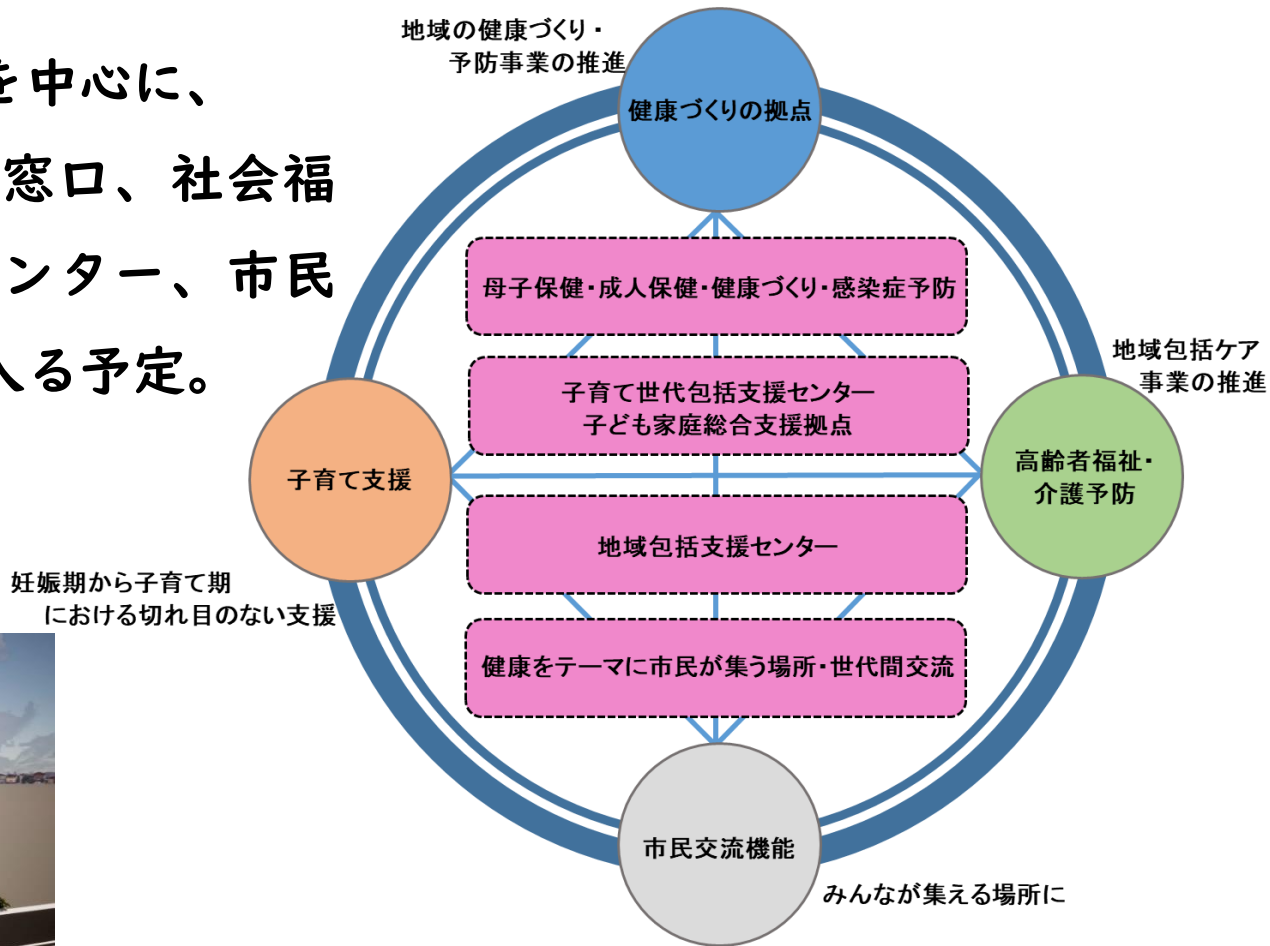 を中心に、
窓口、社会福
ンター、市民
入る予定。
地域の健康づくり・
予防事業の推進
健康づくりの拠点
母子保健・成人保健・健康づくり・感染症予防
子育て世代包括支援センター
子ども家庭総合支援拠点
地域包括ケア
事業の推進
子育て支援
高齢者福祉・
介護予防
地域包括支援センター
妊娠期から子育て期
における切れ目のない支援
健康をテーマに市民が集う場所・世代間交流
市民交流機能
みんなが集える場所に